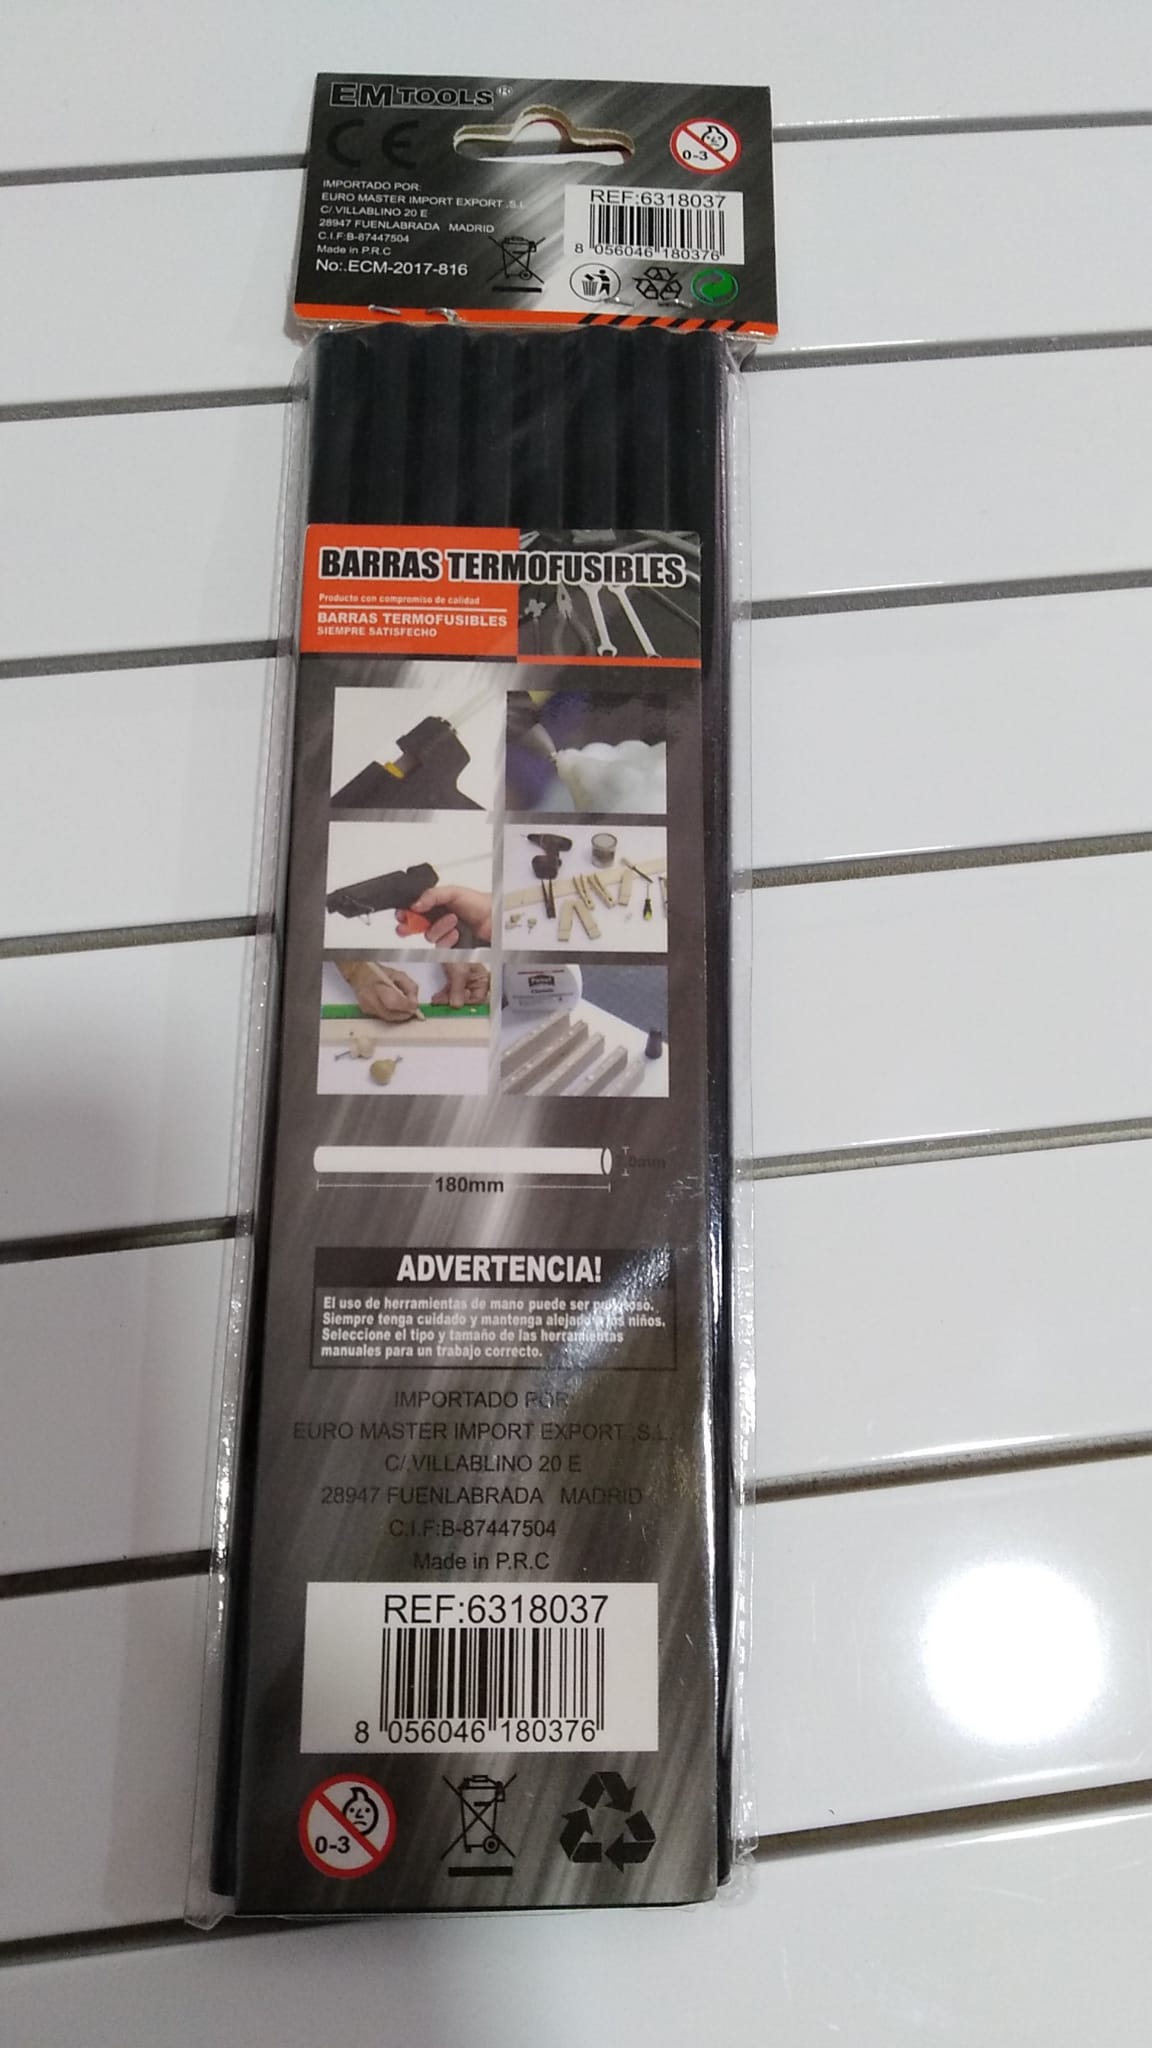 EMTOOLS®
CE
0-3
IMPORTADO POR:
EURO MASTER IMPORT EXPORT ,S.L.
C/.VILLABLINO 20 E
28947 FUENLABRADA MADRID
C.I.F:B-87447504
Made in P.R.C
No:.ECM-2017-816
REF:6318037
8 056046 180376
BARRAS TERMOFUSIBLES
Producto con compromiso de calidad
BARRAS TERMOFUSIBLES
SIEMPRE SATISFECHO
180mm
ADVERTENCIA!
El uso de herramientas de mano puede ser
Siempre tenga cuidado y mantenga alejado a los niños.
Seleccione el tipo y tamaño de las herramientas
manuales para un trabajo correcto.
IMPORTADO POR:
EURO MASTER IMPORT EXPORT ,S.L.
C/.VILLABLINO 20 E
28947 FUENLABRADA MADRID
C.I.F:B-87447504
Made in P.R.C
REF:6318037
8 056046 180376
0-3